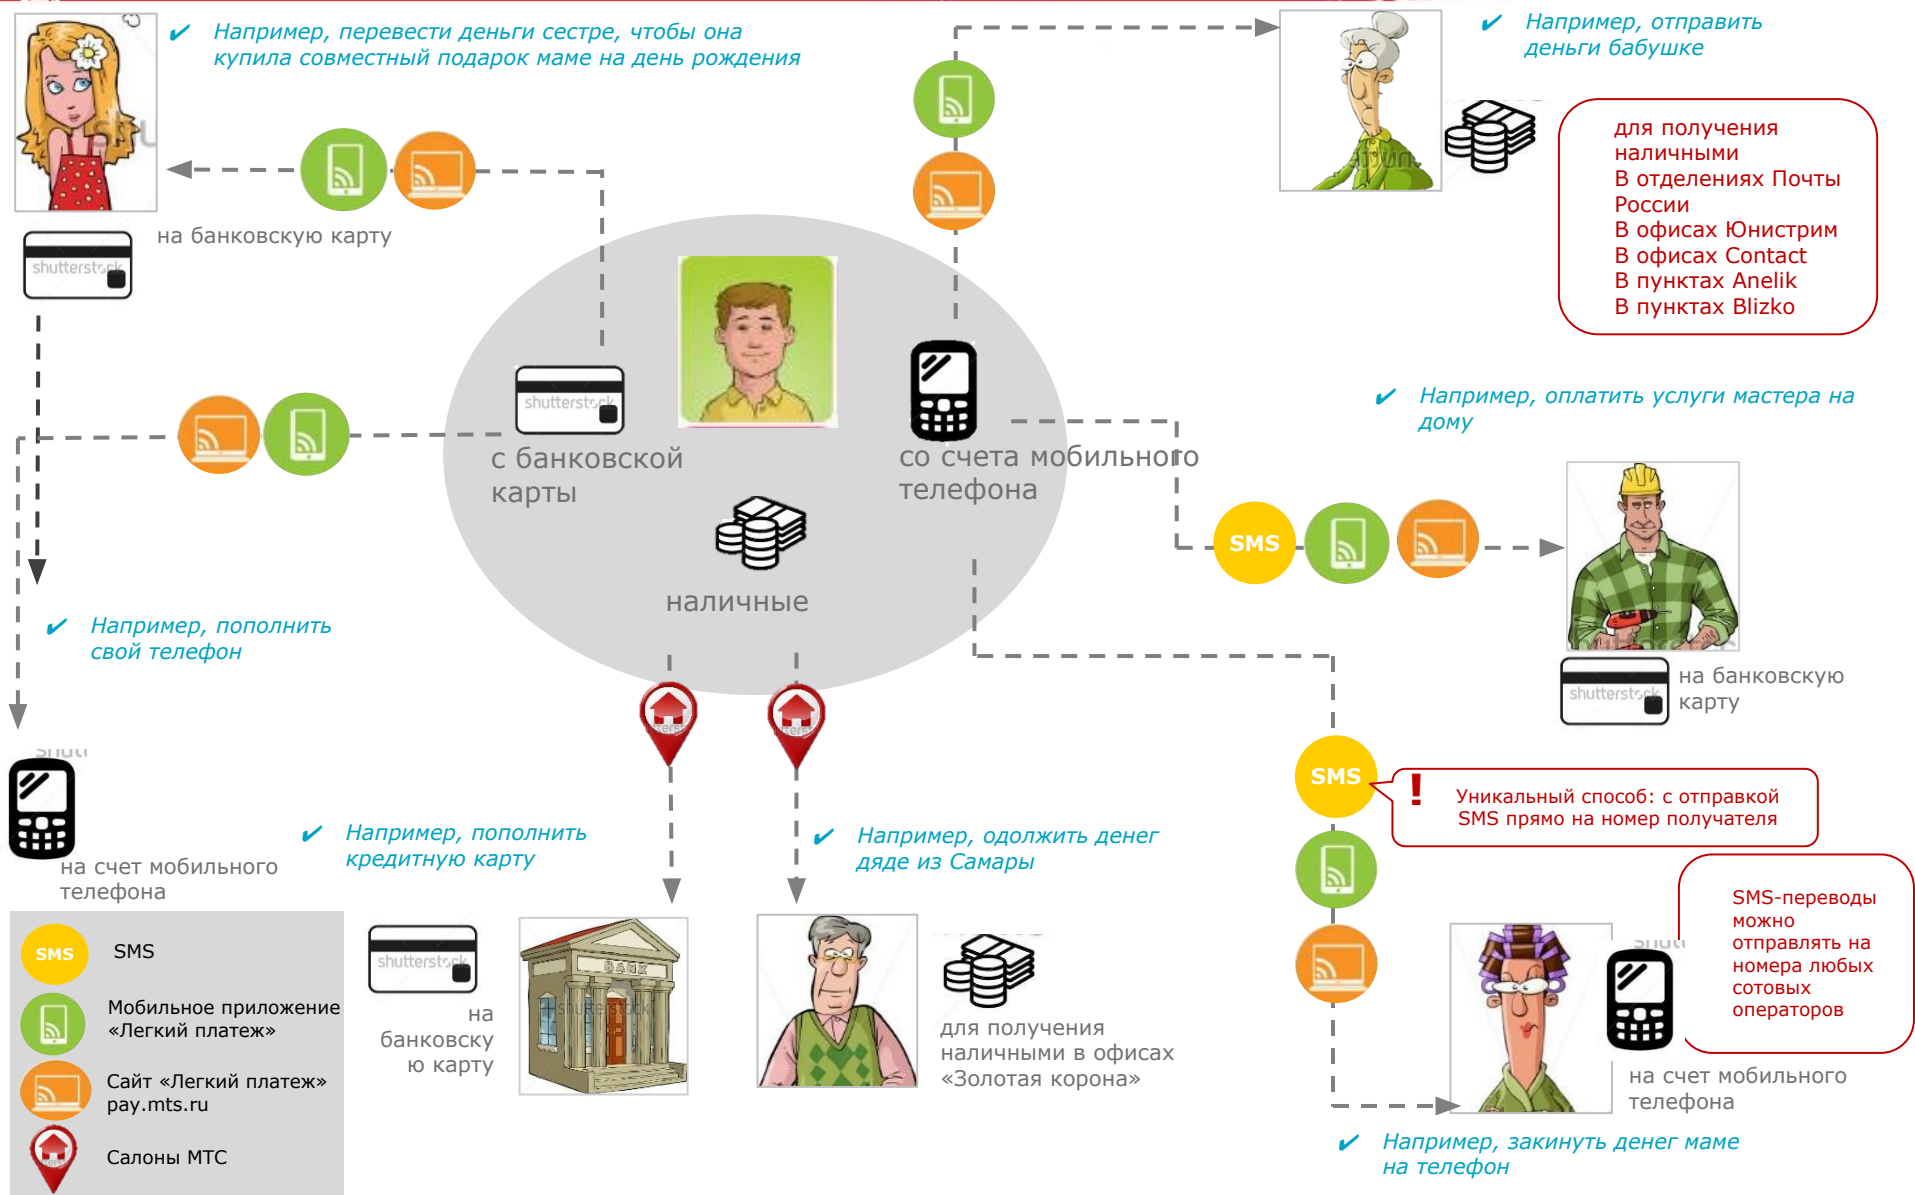 Например, перевести деньги сестре, чтобы она
купила совместный подарок маме на день рождения
Например, отправить
деньги бабушке
для получения
наличными
В отделениях Почты
России
В офисах Юнистрим
В офисах Contact
В пунктах Anelik
В пунктах Blizko
на банковскую карту
shutterstock
shutterstock
с банковской
карты
со счета мобильного
телефона
наличные
Например, оплатить услуги мастера на
дому
SMS
shutterstock
на банковскую
карту
Например, пополнить
свой телефон
на счет мобильного
телефона
SMS
!
Уникальный способ: с отправкой
SMS прямо на номер получателя
Например, пополнить
кредитную карту
Например, одолжить денег
дяде из Самары
SMS-переводы
можно
отправлять на
номера любых
сотовых
операторов
shutterstock
на
банковску
ю карту
BANK
shutterstock
для получения
наличными в офисах
«Золотая корона»
на счет мобильного
телефона
Например, закинуть денег маме
на телефон
SMS
SMS
Мобильное приложение
«Легкий платеж»
Сайт «Легкий платеж»
pay.mts.ru
Салоны МТС